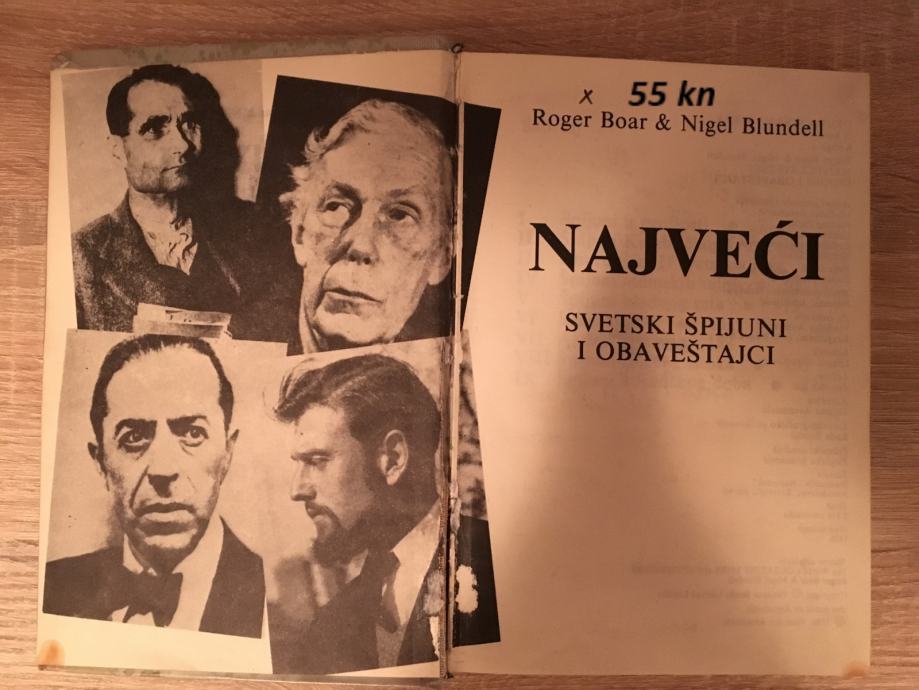 x 55 kn
Roger Boar & Nigel Blundell
NAJVEĆI
SVETSKI ŠPIJUNI
I OBAVEŠTAJCI